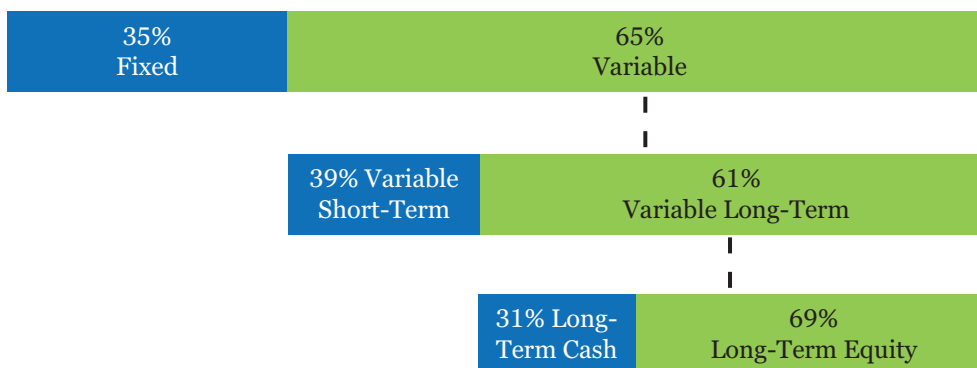 35%
Fixed
65%
Variable
39% Variable
Short-Term
61%
Variable Long-Term
31% Long-
Term Cash
69%
Long-Term Equity